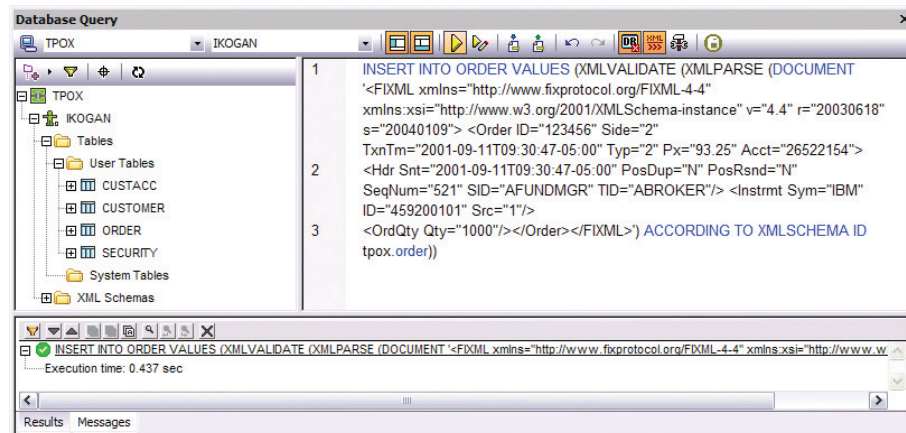 Database Query
TPOX IKOGAN
TPOX
IKOGAN
Tables
User Tables
CUSTACC
CUSTOMER
ORDER
SECURITY
System Tables
XML Schemas
1 INSERT INTO ORDER VALUES (XMLVALIDATE (XMLPARSE (DOCUMENT
'<FIXML xmlns="http://www.fixprotocol.org/FIXML-4-4"
xmlns:xsi="http://www.w3.org/2001/XMLSchema-instance" v="4.4" r="20030618"
s="20040109"> <Order ID="123456" Side="2"
TxnTm="2001-09-11T09:30:47-05:00" Typ="2" Px="93.25" Acct="26522154">
2 <Hdr Snt="2001-09-11T09:30:47-05:00" PosDup="N" PosRsnd="N"
SeqNum="521" SID="AFUNDMGR" TID="ABROKER"/> <Instrmt Sym="IBM"
ID="459200101" Src="1"/>
3 <OrdQty Qty="1000"/></Order></FIXML>') ACCORDING TO XMLSCHEMA ID
tpox.order))
INSERT INTO ORDER VALUES (XMLVALIDATE (XMLPARSE (DOCUMENT '<FIXML xmlns="http://www.fixprotocol.org/FIXML-4-4" xmlns:xsi="http://www.w
Execution time: 0.437 sec
Results Messages